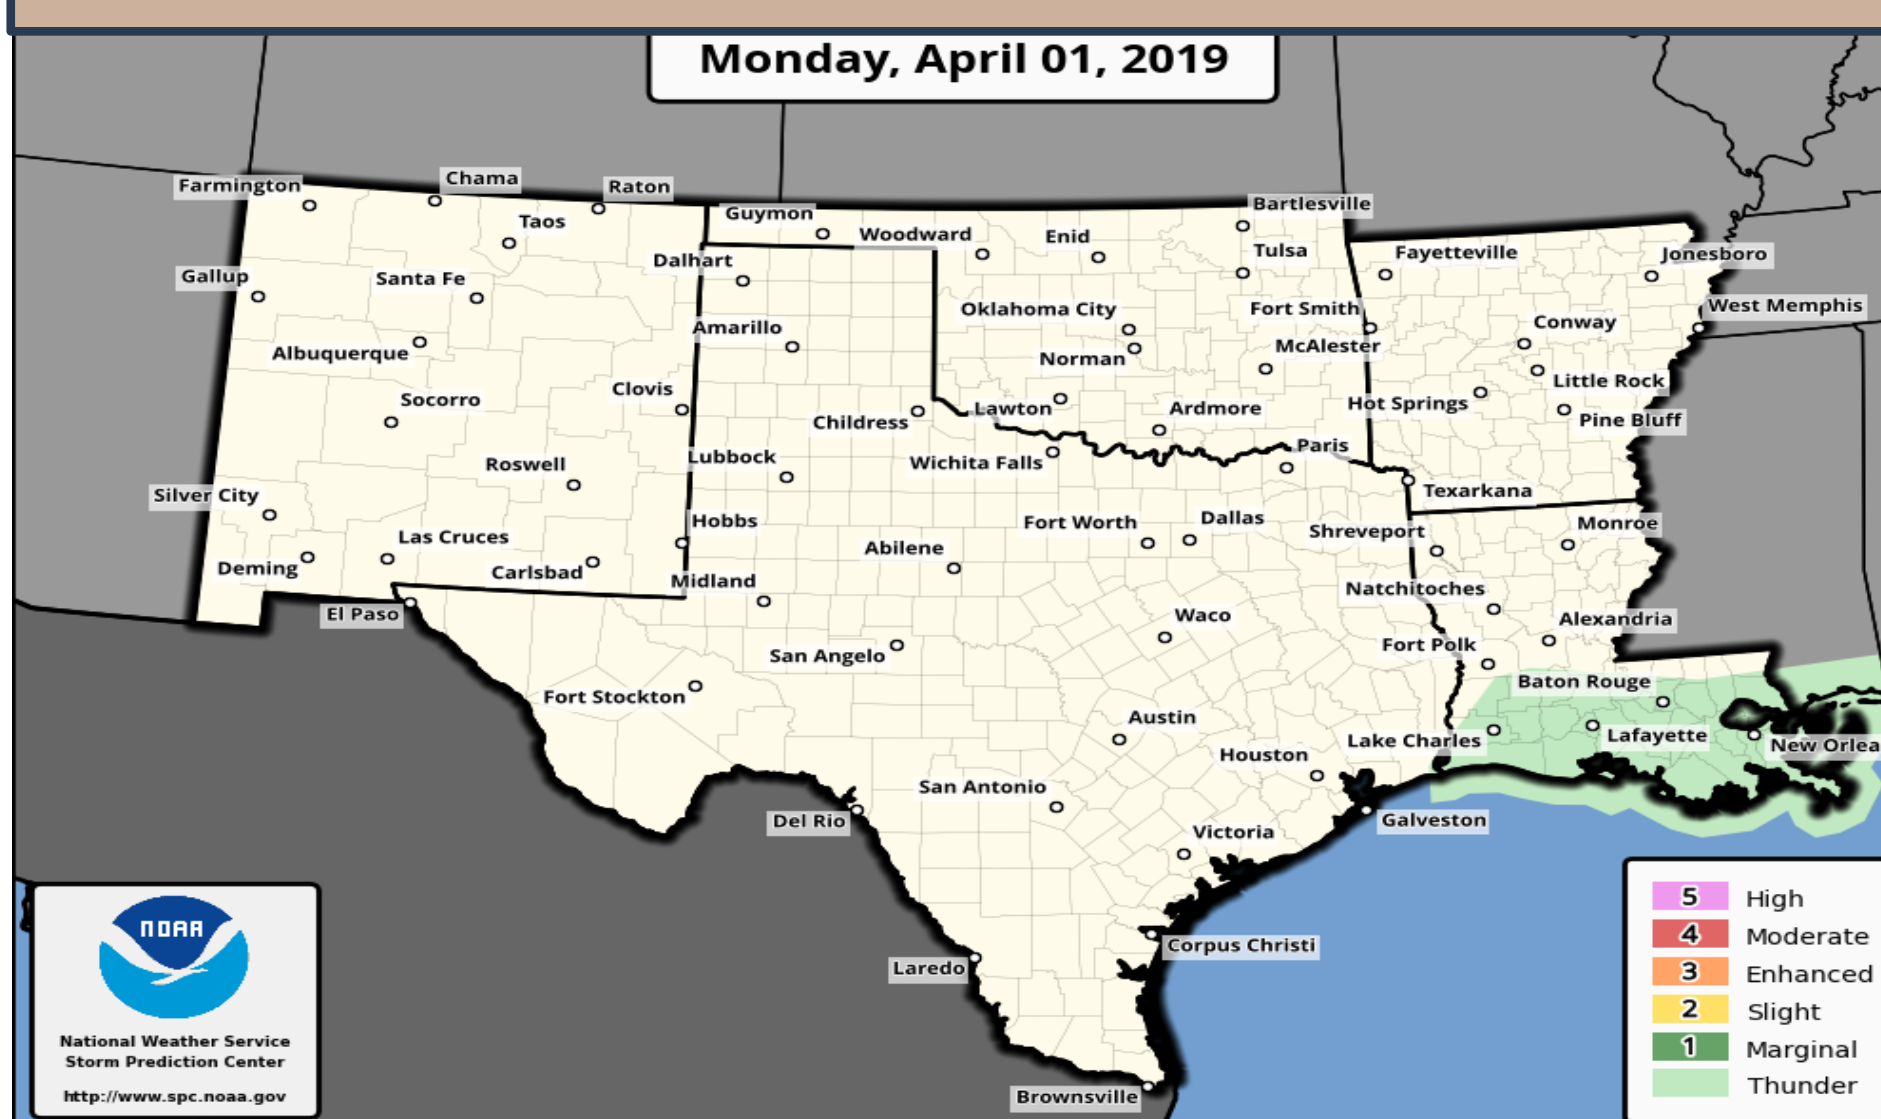 Monday, April 01, 2019
Farmington
Chama
Raton
Taos
Guymon
Woodward
Enid
Bartlesville
Tulsa
Fayetteville
Jonesboro
Gallup
Santa Fe
Dalhart
Oklahoma City
Fort Smith
West Memphis
Albuquerque
Amarillo
Norman
McAlester
Conway
Socorro
Clovis
Childress
Lawton
Ardmore
Hot Springs
Little Rock
Pine Bluff
Roswell
Lubbock
Wichita Falls
Paris
Silver City
Texarkana
Las Cruces
Hobbs
Fort Worth
Dallas
Shreveport
Monroe
Deming
Carlsbad
Midland
Abilene
Natchitoches
El Paso
Waco
Alexandria
San Angelo
Fort Polk
Fort Stockton
Baton Rouge
Austin
Houston
Lake Charles
Lafayette
New Orlea
San Antonio
Del Rio
Victoria
Galveston
Corpus Christi
Laredo
Brownsville
NOAA
National Weather Service
Storm Prediction Center
http://www.spc.noaa.gov
5 High
4 Moderate
3 Enhanced
2 Slight
1 Marginal
Thunder